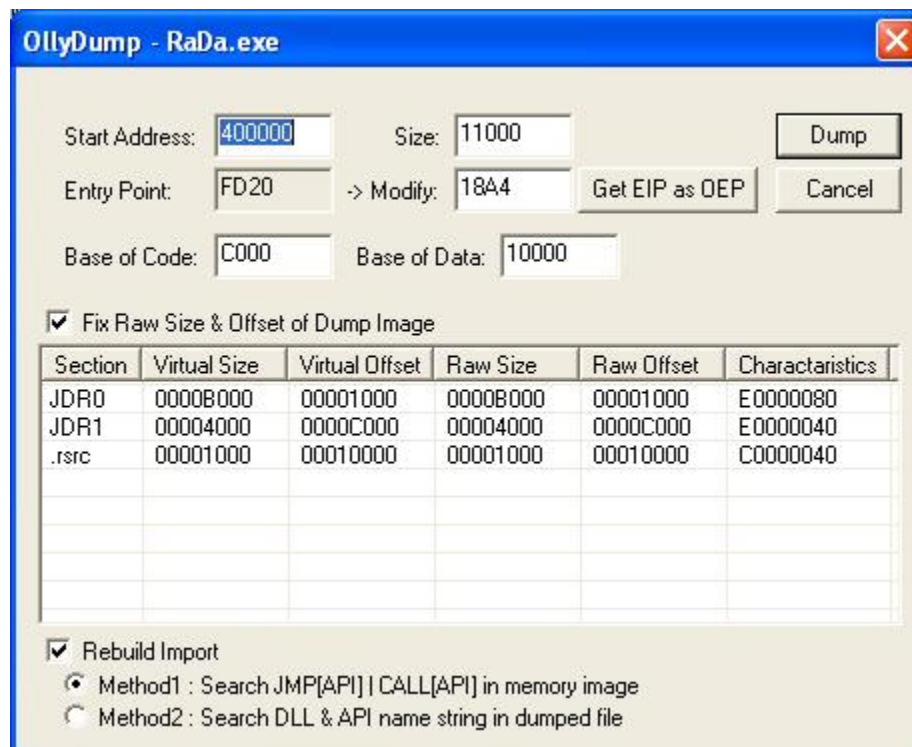 OllyDump - RaDa.exe
Start Address: 400000 Size: 11000 Dump
Entry Point: FD20 -> Modify: 18A4 Get EIP as OEP Cancel
Base of Code: C000 Base of Data: 10000
Fix Raw Size & Offset of Dump Image
Section Virtual Size Virtual Offset Raw Size Raw Offset Charactaristics
JDR0 0000B000 00001000 0000B000 00001000 E0000080
JDR1 00004000 0000C000 00004000 0000C000 E0000040
.rsrc 00001000 00010000 00001000 00010000 C0000040
Rebuild Import
Method1 : Search JMP[API] | CALL[API] in memory image
Method2 : Search DLL & API name string in dumped file